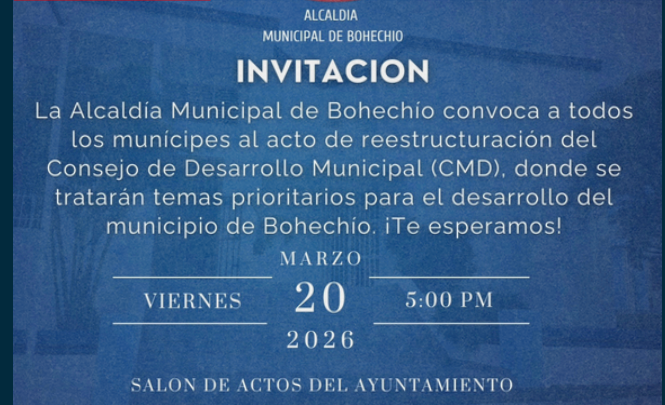 ALCALDIA
MUNICIPAL DE BOHECHIO
INVITACION
La Alcaldía Municipal de Bohechío convoca a todos
los munícipes al acto de reestructuración del
Consejo de Desarrollo Municipal (CMD), donde se
tratarán temas prioritarios para el desarrollo del
municipio de Bohechío. ¡Te esperamos!
MARZO
VIERNES 20 5:00 PM
2026
SALON DE ACTOS DEL AYUNTAMIENTO